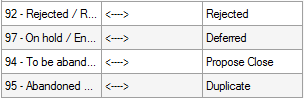 92 - Rejected / R... <----> Rejected
97 - On hold / En... <----> Deferred
94 - To be aband... <----> Propose Close
95 - Abandoned ... <----> Duplicate